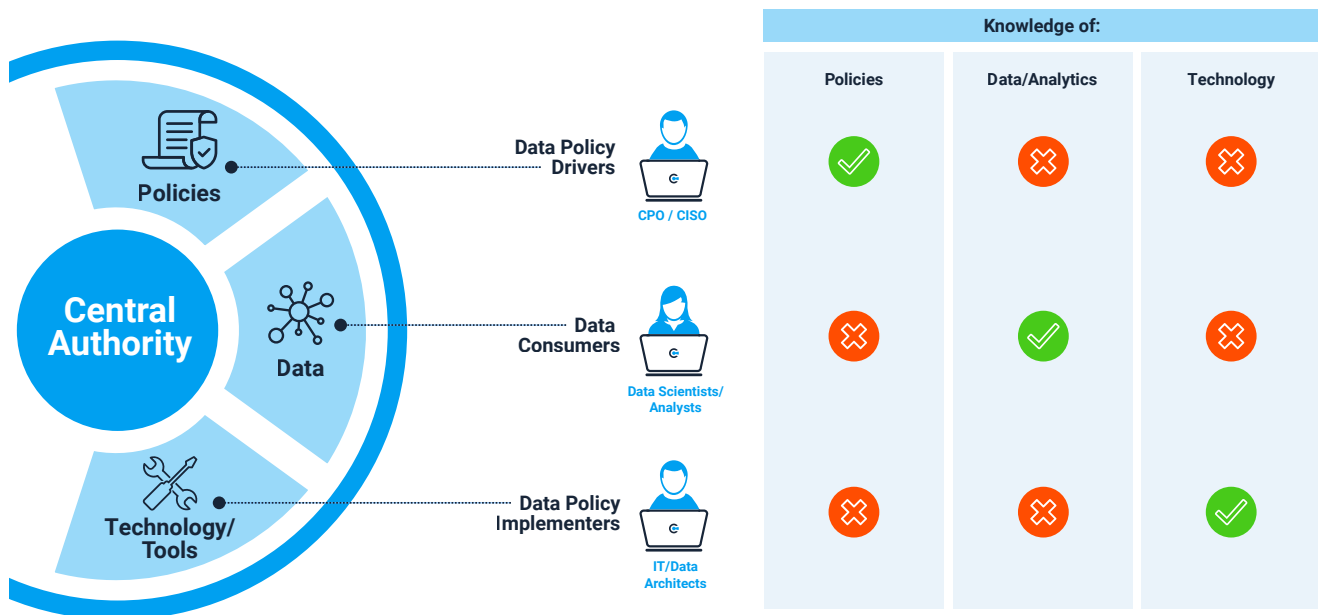 Knowledge of:
Policies
Data/Analytics
Technology
Policies
Central
Authority
Data
Technology/
Tools
Data Policy
Drivers
CPO / CISO
Data
Consumers
Data Scientists/
Analysts
Data Policy
Implementers
IT/Data
Architects